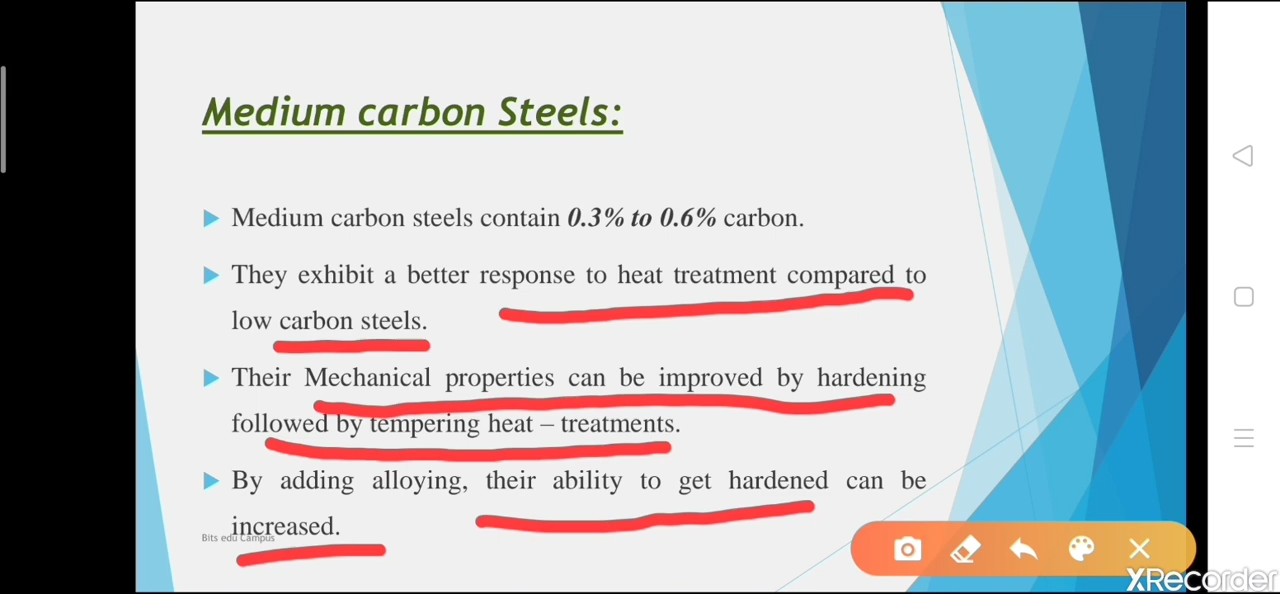 Medium carbon Steels:
Medium carbon steels contain 0.3% to 0.6% carbon.
They exhibit a better response to heat treatment compared to
low carbon steels.
Their Mechanical properties can be improved by hardening
followed by tempering heat – treatments.
By adding alloying, their ability to get hardened can be
increased.
Bits edu Campus
XRecorder